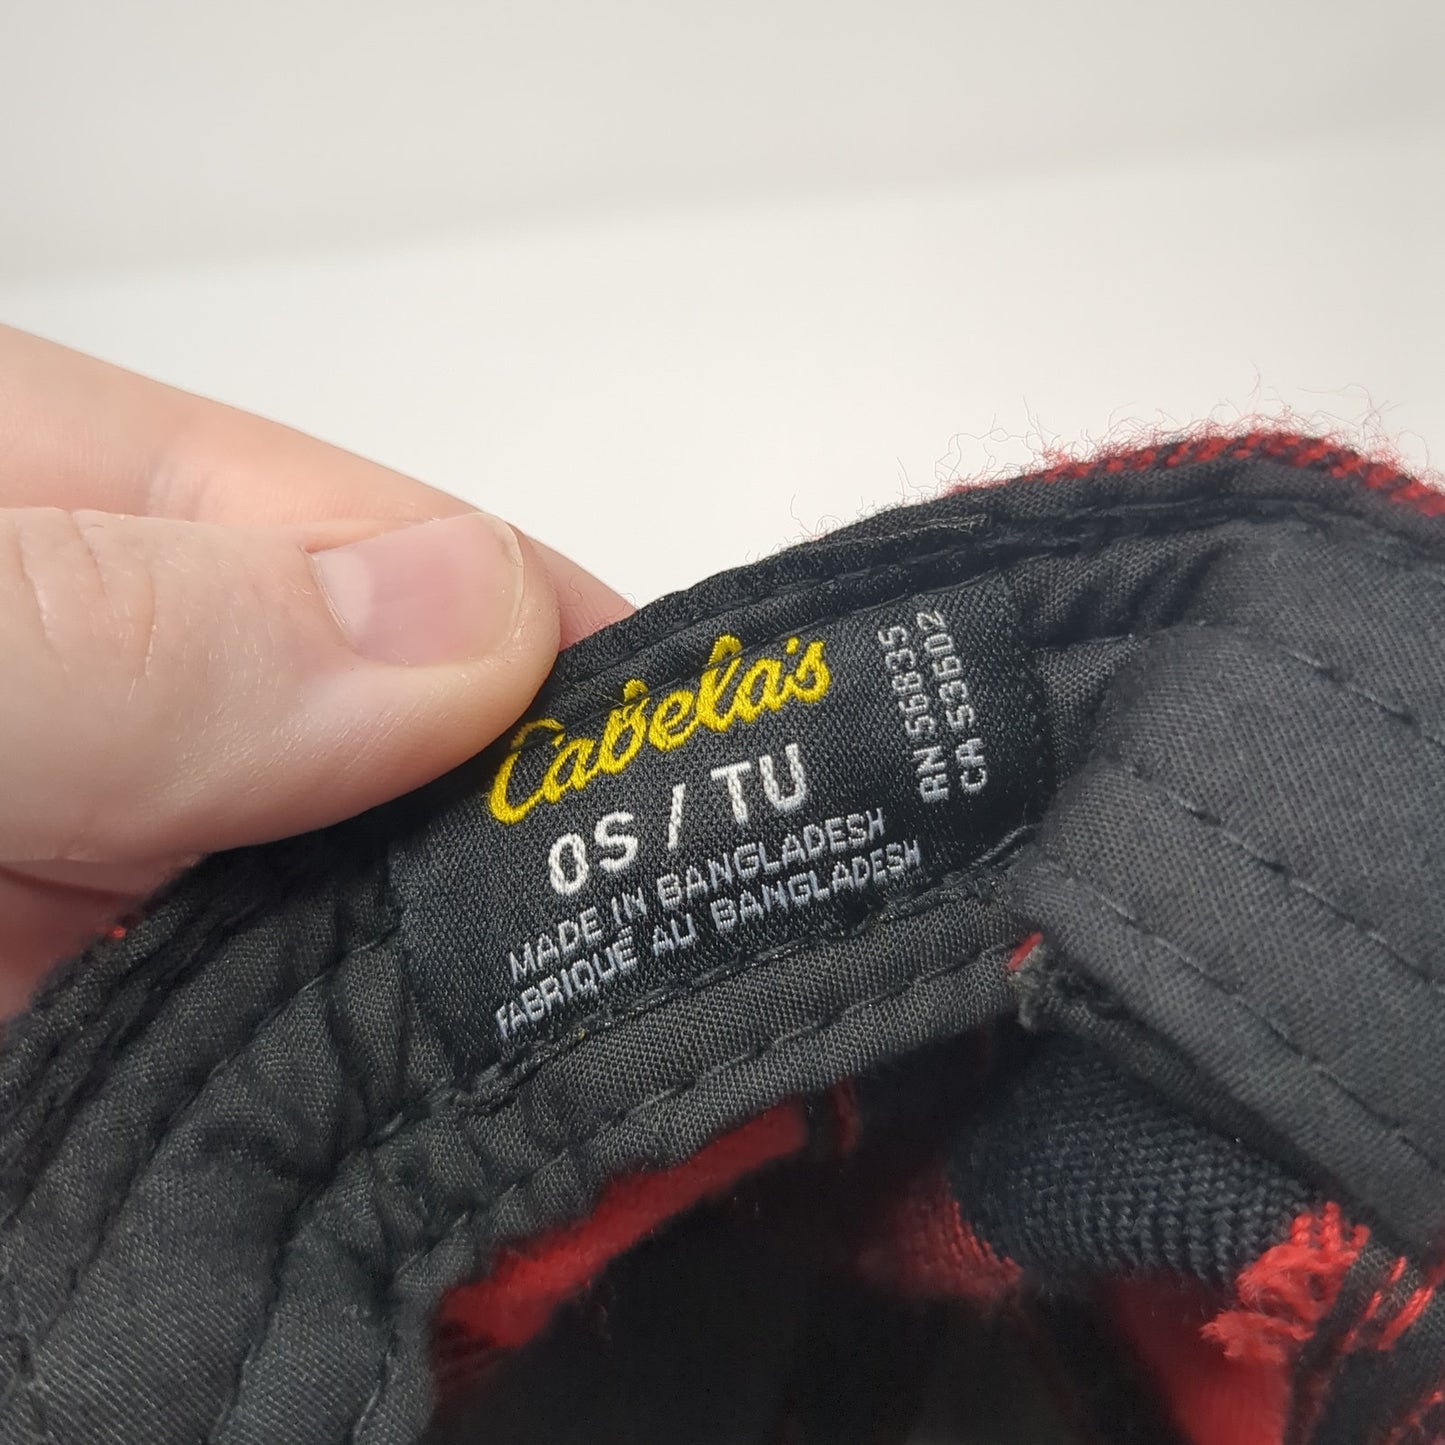 Cabela's
OS / TU
MADE IN BANGLADESH
FABRIQUÉ AU BANGLADESH
RN 56835
CA 53602